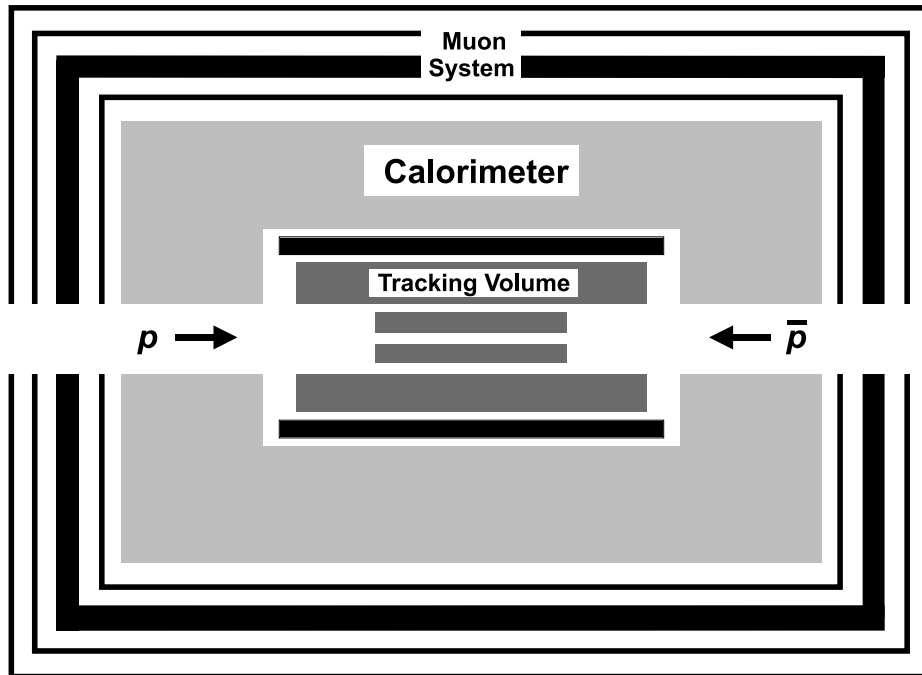 Muon
System
Calorimeter
Tracking Volume
p
p̅